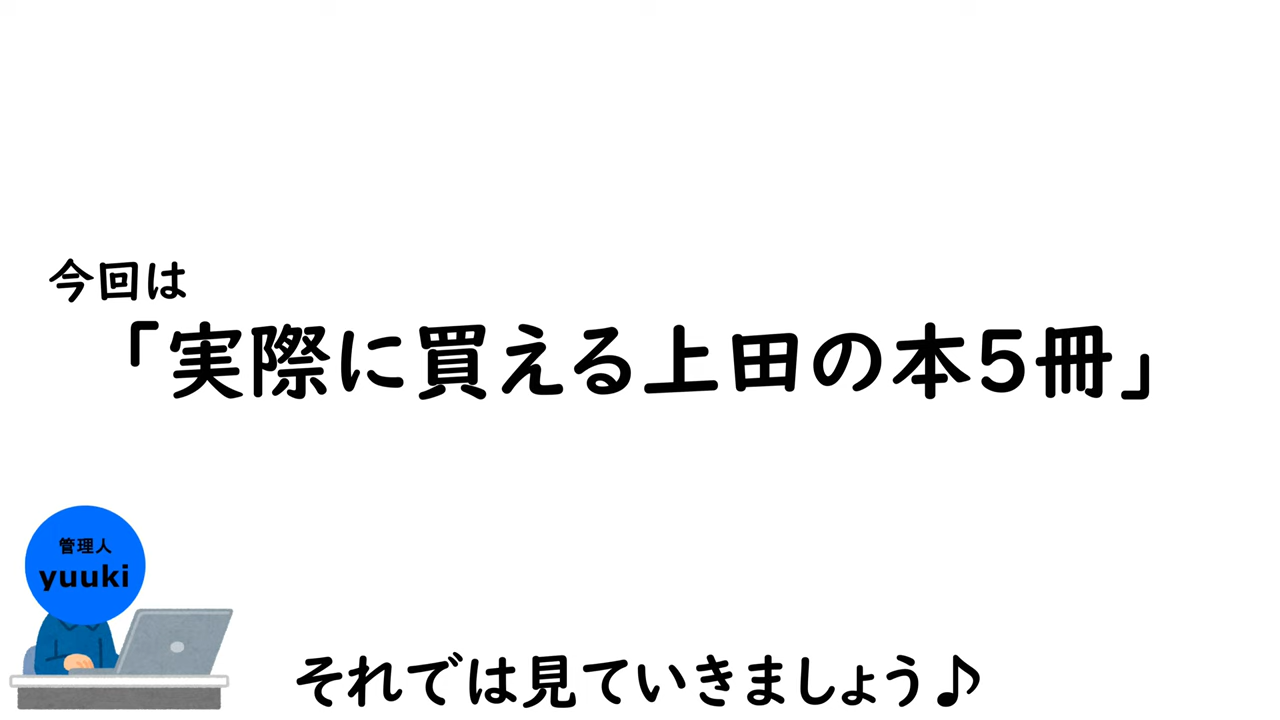 今回は
「実際に買える上田の本5冊」
管理人
yuuki
それでは見ていきましょう♪